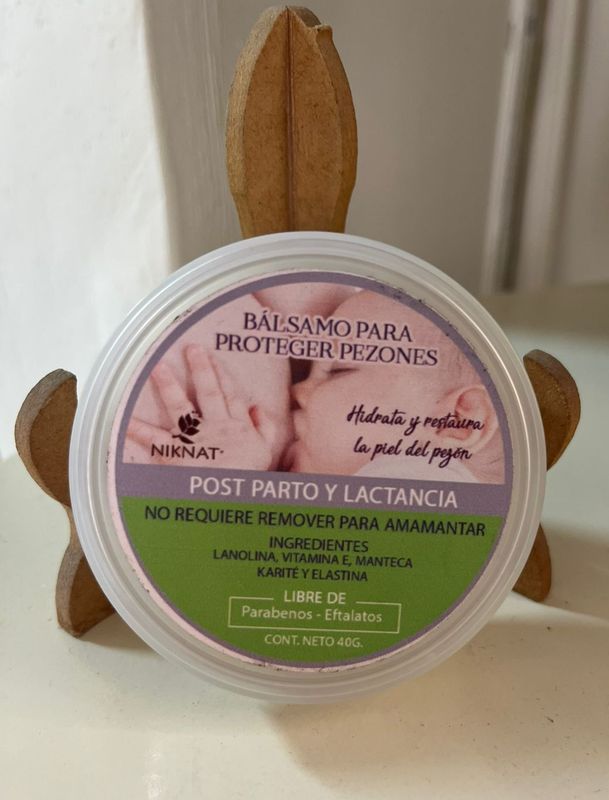 BÁLSAMO PARA
PROTEGER PEZONES
Hidrata y restaura
la piel del pezón
NIKNAT
POST PARTO Y LACTANCIA
NO REQUIERE REMOVER PARA AMAMANTAR
INGREDIENTES
LANOLINA, VITAMINA E, MANTECA
KARITÉ Y ELASTINA
LIBRE DE
Parabenos - Eftalatos
CONT. NETO 40G.